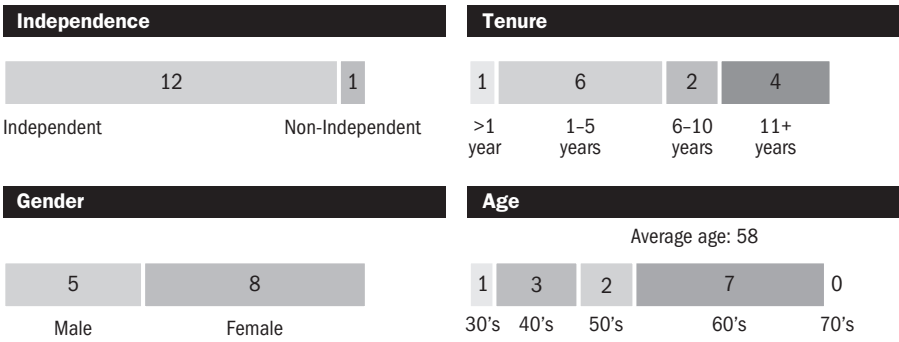 Independence
12 1
Independent Non-Independent
Tenure
1 6 2 4
>1 year 1–5 years 6–10 years 11+ years
Gender
5 8
Male Female
Age
Average age: 58
1 3 2 7 0
30's 40's 50's 60's 70's